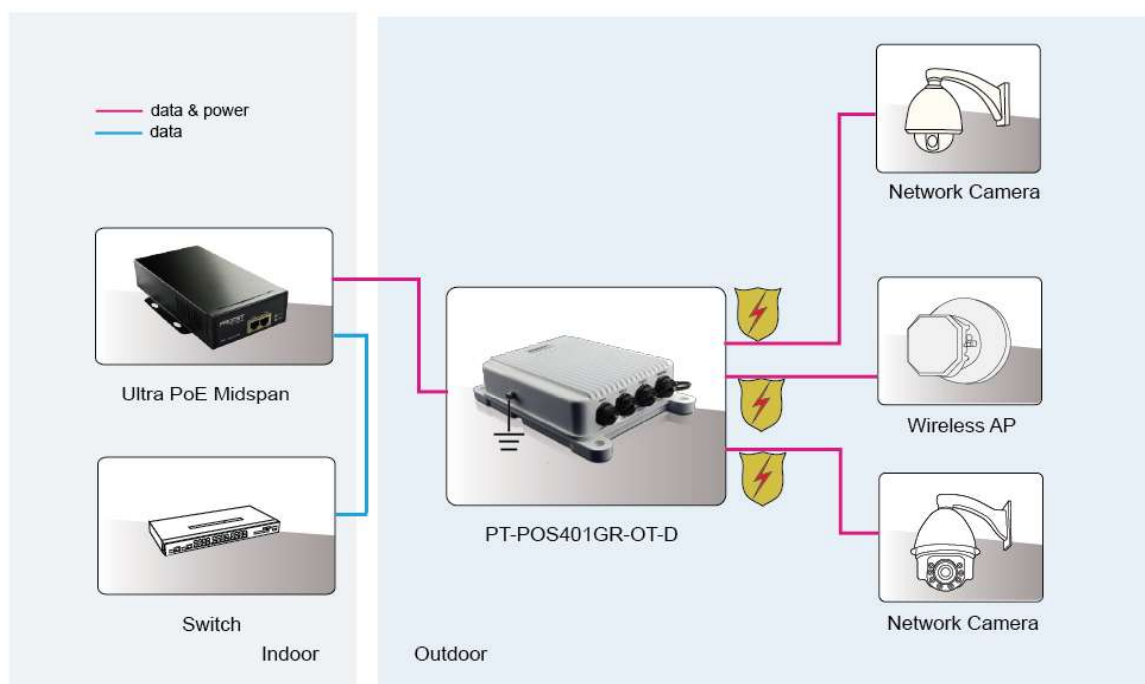 data & power
data
Network Camera
Ultra PoE Midspan
Wireless AP
PT-POS401GR-OT-D
Switch
Network Camera
Indoor
Outdoor